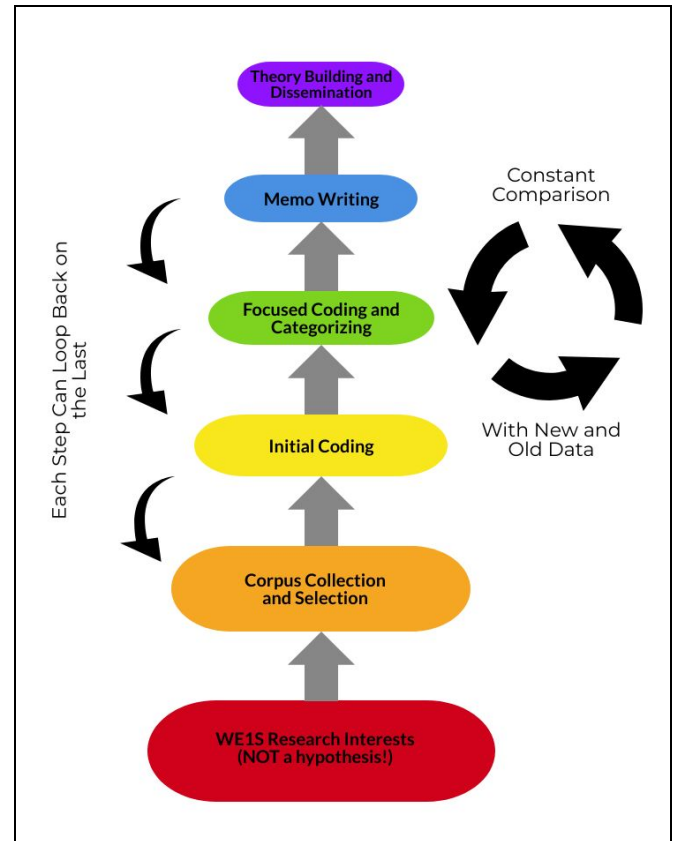 Theory Building and
Dissemination
Memo Writing
Constant
Comparison
Focused Coding and
Categorizing
Each Step Can Loop Back on
the Last
Initial Coding
With New and
Old Data
Corpus Collection
and Selection
WE1S Research Interests
(NOT a hypothesis!)